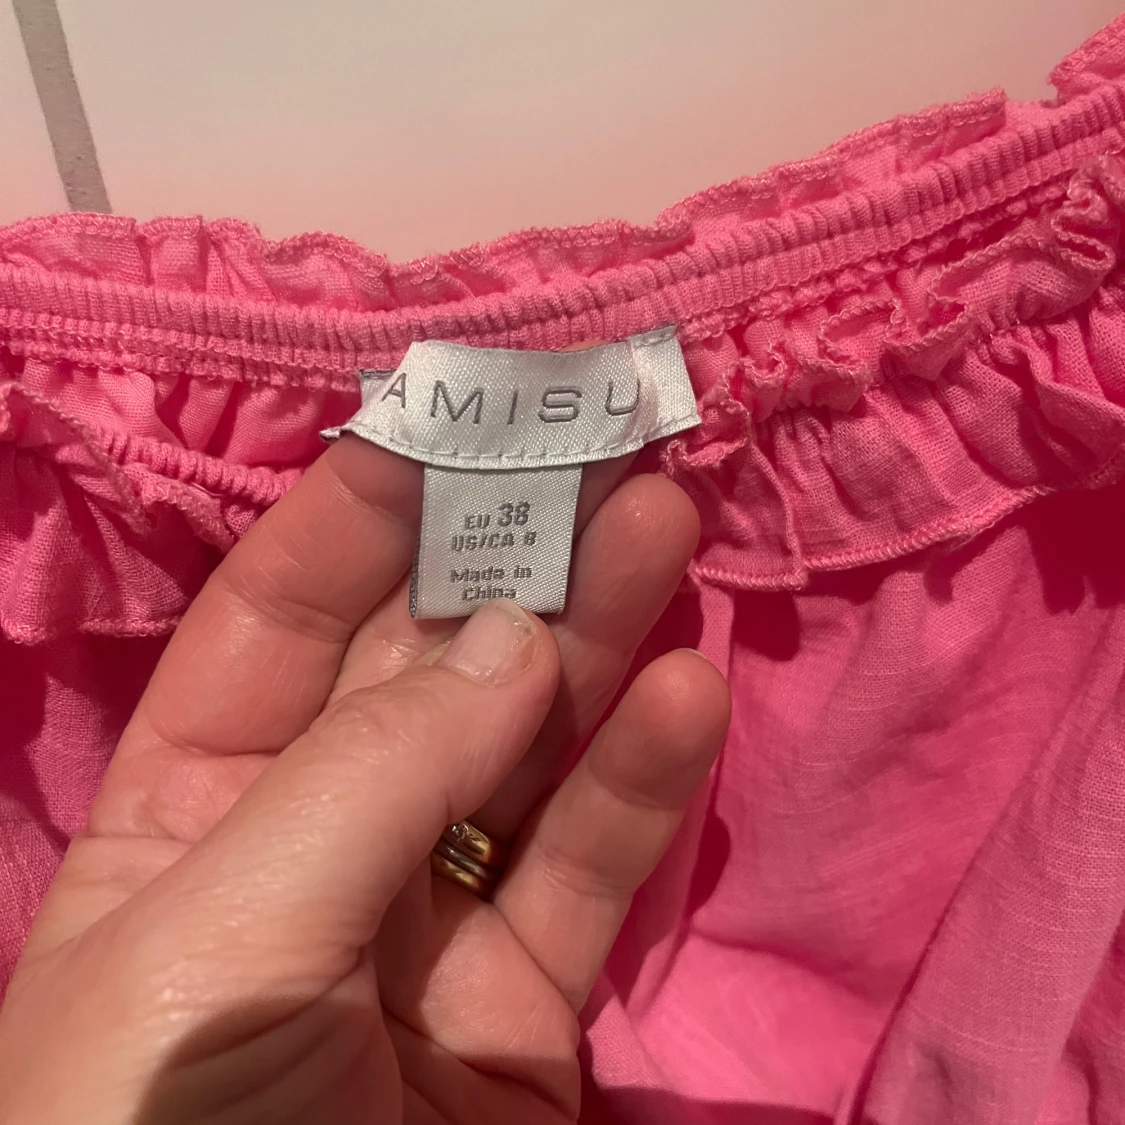 AMISU
EU 38
US/CA 8
Made in
China